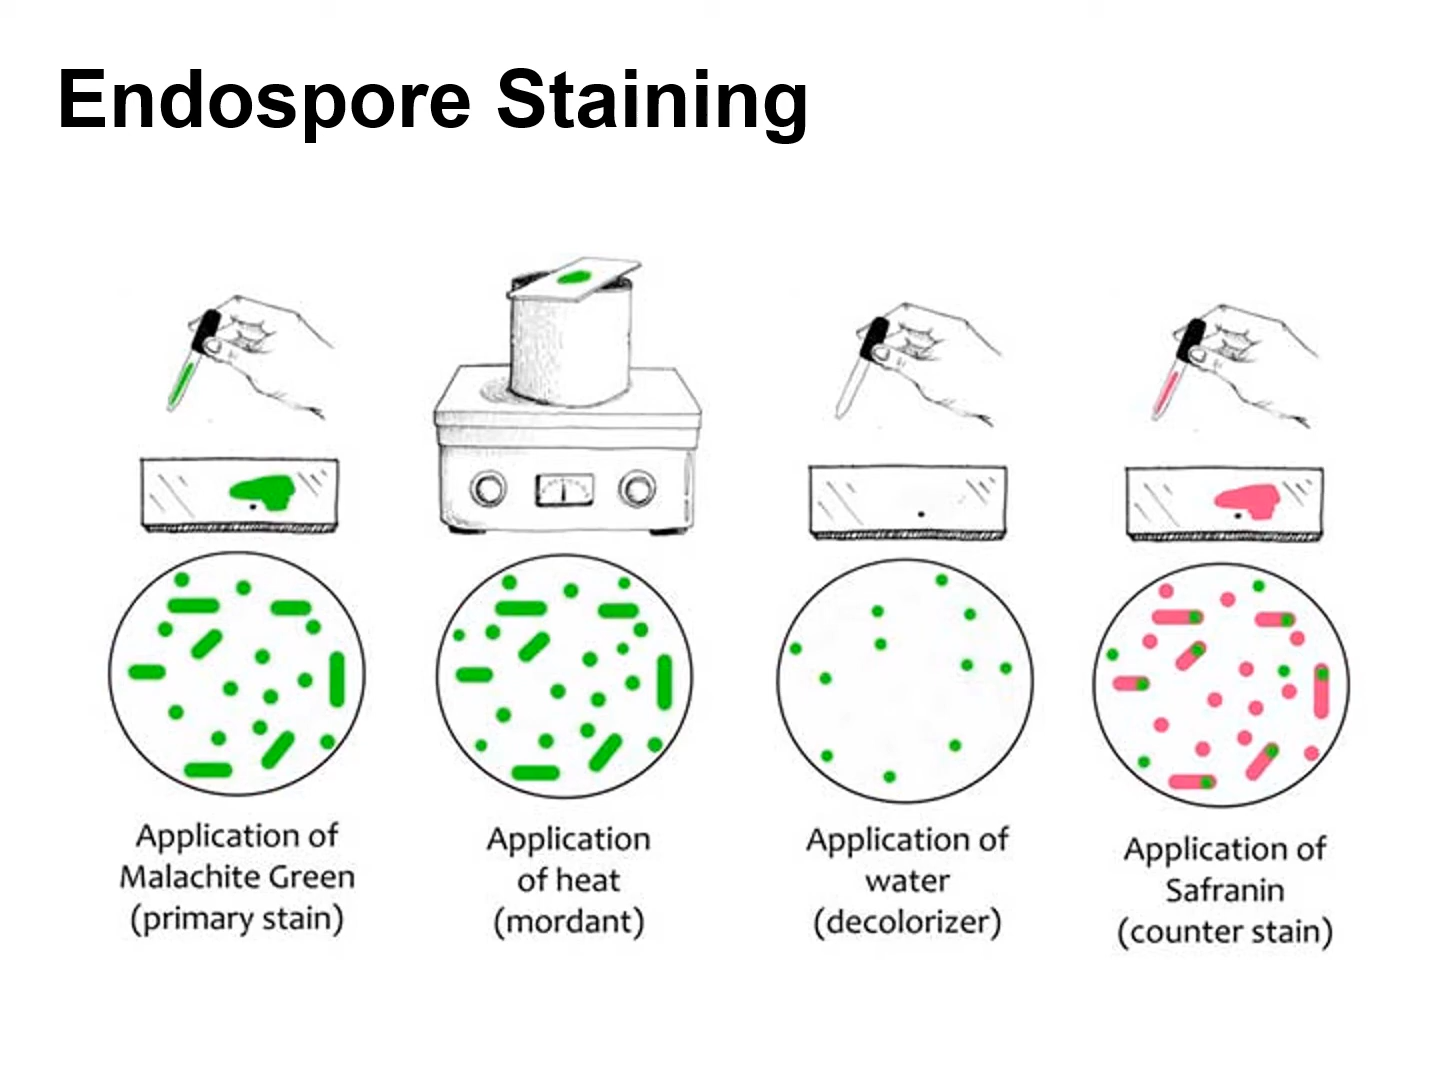 Endospore Staining
Application of
Malachite Green
(primary stain)
Application
of heat
(mordant)
Application of
water
(decolorizer)
Application of
Safranin
(counter stain)